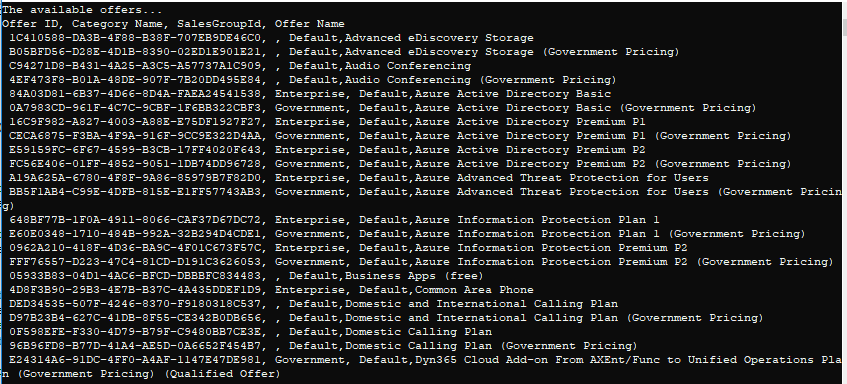 The available offers...
Offer ID, Category Name, SalesGroupId, Offer Name
1C410588-DA3B-4F88-B38F-707EB9DE46C0, , Default,Advanced eDiscovery Storage
B05BFD56-D28E-4D1B-8390-02ED1E901E21, , Default,Advanced eDiscovery Storage (Government Pricing)
C94271D8-B431-4A25-A3C5-A57737A1C909, , Default,Audio Conferencing
4EF473F8-B01A-48DE-907F-7B20DD495E84, , Default,Audio Conferencing (Government Pricing)
84A03D81-6B37-4D66-8D4A-FAEA24541538, Enterprise, Default,Azure Active Directory Basic
0A7983CD-961F-4C7C-9CBF-1F6BB322CBF3, Government, Default,Azure Active Directory Basic (Government Pricing)
16C9F982-A827-4003-A88E-E75DF1927F27, Enterprise, Default,Azure Active Directory Premium P1
CECA6875-F3BA-4F9A-916F-9CC9E322D4AA, Government, Default,Azure Active Directory Premium P1 (Government Pricing)
E59159FC-6F67-4599-B3CB-17FF4020F643, Enterprise, Default,Azure Active Directory Premium P2
FC56E406-01FF-4852-9051-1DB74DD96728, Government, Default,Azure Active Directory Premium P2 (Government Pricing)
A19A625A-6780-4F8F-9A86-85979B7F82D0, Enterprise, Default,Azure Advanced Threat Protection for Users
BB5F1AB4-C99E-4DFB-815E-E1FF57743AB3, Government, Default,Azure Advanced Threat Protection for Users (Government Pricin
g)
648BF77B-1F0A-4911-8066-CAF37D67DC72, Enterprise, Default,Azure Information Protection Plan 1
E60E0348-1710-484B-992A-32B294D4CDE1, Government, Default,Azure Information Protection Plan 1 (Government Pricing)
0962A210-418F-4D36-BA9C-4F01C673F57C, Enterprise, Default,Azure Information Protection Premium P2
FFF76557-D223-47C4-81CD-D191C3626053, Government, Default,Azure Information Protection Premium P2 (Government Pricing)
05933B83-04D1-4AC6-BFCD-DBBBFC834483, , Default,Business Apps (free)
4D8F3B90-29B3-4E7B-B37C-4A435DDEF1D9, Enterprise, Default,Common Area Phone
DED34535-507F-4246-8370-F9180318C537, , Default,Domestic and International Calling Plan
D97B23B4-627C-41DB-8F55-CE342B0DB656, , Default,Domestic and International Calling Plan (Government Pricing)
0F598EFE-F330-4D79-B79F-C9480BB7CE3E, , Default,Domestic Calling Plan
96B96FD8-B77D-41A4-AE5D-0A6652F454B7, , Default,Domestic Calling Plan (Government Pricing)
E24314A6-91DC-4FF0-A4AF-1147E47DE981, Government, Default,Dyn365 Cloud Add-on From AXEnt/Func to Unified Operations Pla
n (Government Pricing) (Qualified Offer)